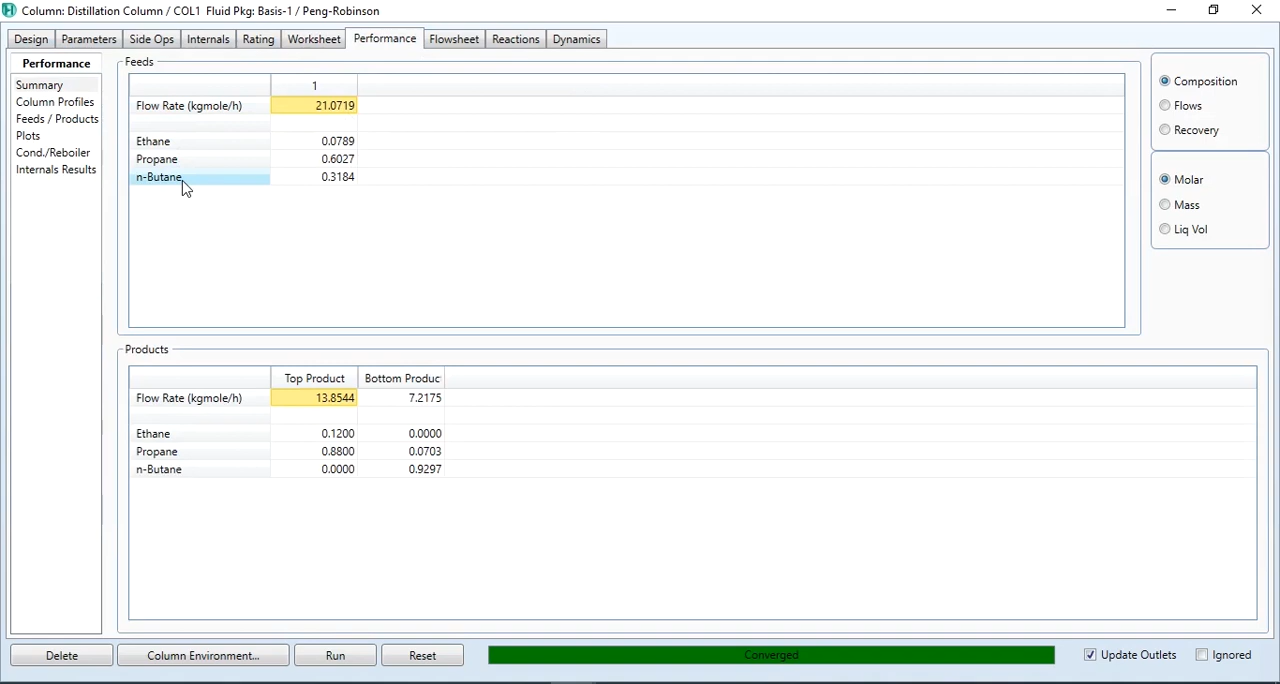 Column: Distillation Column / COL1 Fluid Pkg: Basis-1 / Peng-Robinson
Design Parameters Side Ops Internals Rating Worksheet Performance Flowsheet Reactions Dynamics
Performance
Summary
Column Profiles
Feeds / Products
Plots
Cond./Reboiler
Internals Results
Feeds
1
Flow Rate (kgmole/h) 21.0719
Ethane 0.0789
Propane 0.6027
n-Butane 0.3184
Composition
Flows
Recovery
Molar
Mass
Liq Vol
Products
Top Product Bottom Produc
Flow Rate (kgmole/h) 13.8544 7.2175
Ethane 0.1200 0.0000
Propane 0.8800 0.0703
n-Butane 0.0000 0.9297
Delete Column Environment... Run Reset Converged Update Outlets Ignored